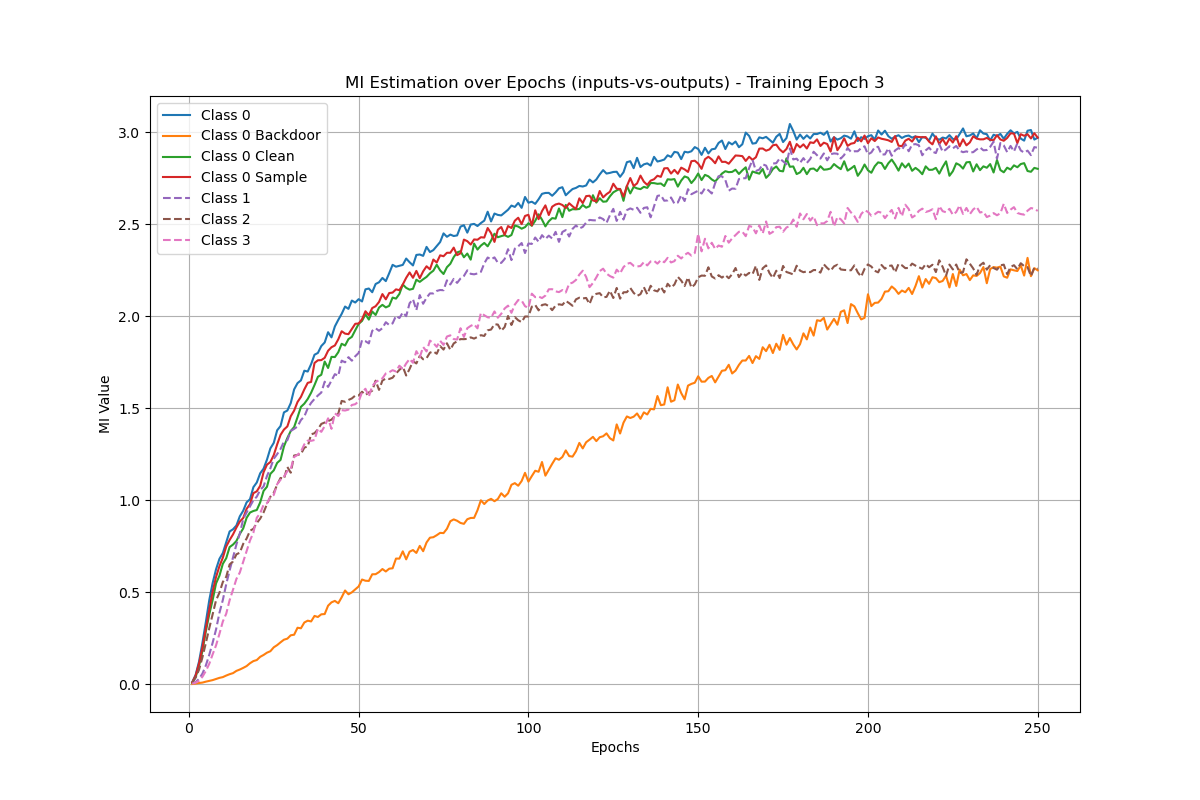 MI Estimation over Epochs (inputs-vs-outputs) - Training Epoch 3
Class 0
Class 0 Backdoor
Class 0 Clean
Class 0 Sample
Class 1
Class 2
Class 3
MI Value
3.0
2.5
2.0
1.5
1.0
0.5
0.0
0 50 100 150 200 250
Epochs